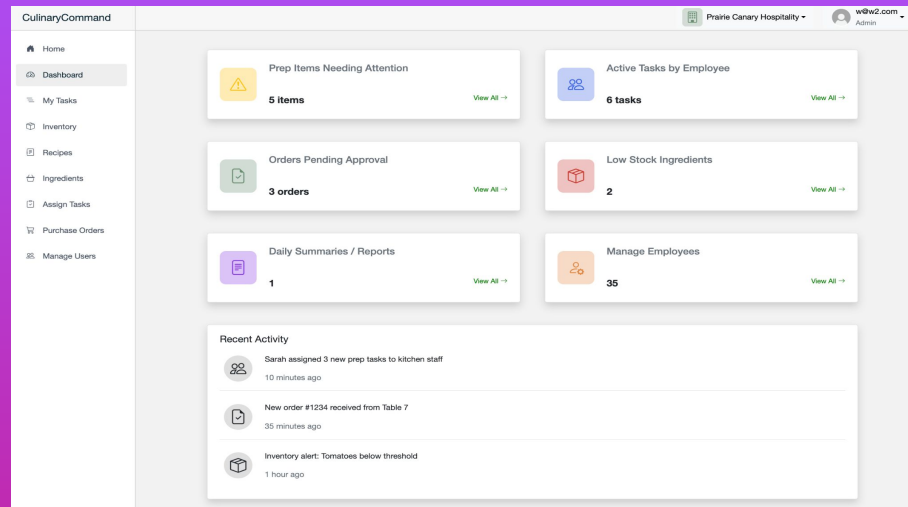 CulinaryCommand
Prairie Canary Hospitality
w@w2.com
Admin
Home
Dashboard
My Tasks
Inventory
Recipes
Ingredients
Assign Tasks
Purchase Orders
Manage Users
Prep Items Needing Attention
5 items
View All →
Active Tasks by Employee
6 tasks
View All →
Orders Pending Approval
3 orders
View All →
Low Stock Ingredients
2
View All →
Daily Summaries / Reports
1
View All →
Manage Employees
35
View All →
Recent Activity
Sarah assigned 3 new prep tasks to kitchen staff
10 minutes ago
New order #1234 received from Table 7
35 minutes ago
Inventory alert: Tomatoes below threshold
1 hour ago